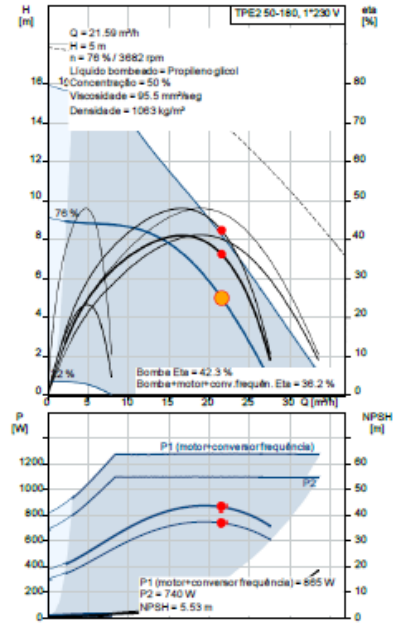 H
[m]
TPE2 50-180, 1*230 V
eta
[%]
Q = 21.59 m³/h
H = 5 m
n = 76 % / 3682 rpm
Líquido bombeado = Propileno glicol
Concentração = 50 %
Viscosidade = 95.5 mm²/seg
Densidade = 1063 kg/m³
16
14
12
10
8
6
4
2
0
80
70
60
50
40
30
20
10
0
76 %
Bomba Eta = 42.3 %
Bomba+motor+conv.frequên. Eta = 36.2 %
0
5
10
15
20
25
30
Q [m³/h]
P
[W]
NPSH
[m]
P1 (motor+conversor frequência)
P2
1200
1000
800
600
400
200
0
60
50
40
30
20
10
0
P1 (motor+conversor frequência) = 865 W
P2 = 740 W
NPSH = 5.53 m